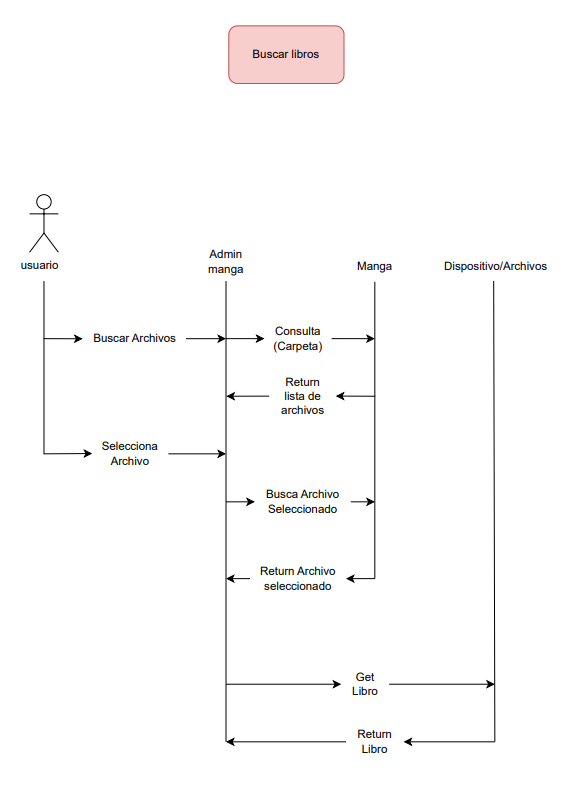 Buscar libros
usuario
Admin
manga
Manga
Dispositivo/Archivos
Buscar Archivos
Consulta
(Carpeta)
Return
lista de
archivos
Selecciona
Archivo
Busca Archivo
Seleccionado
Return Archivo
seleccionado
Get
Libro
Return
Libro